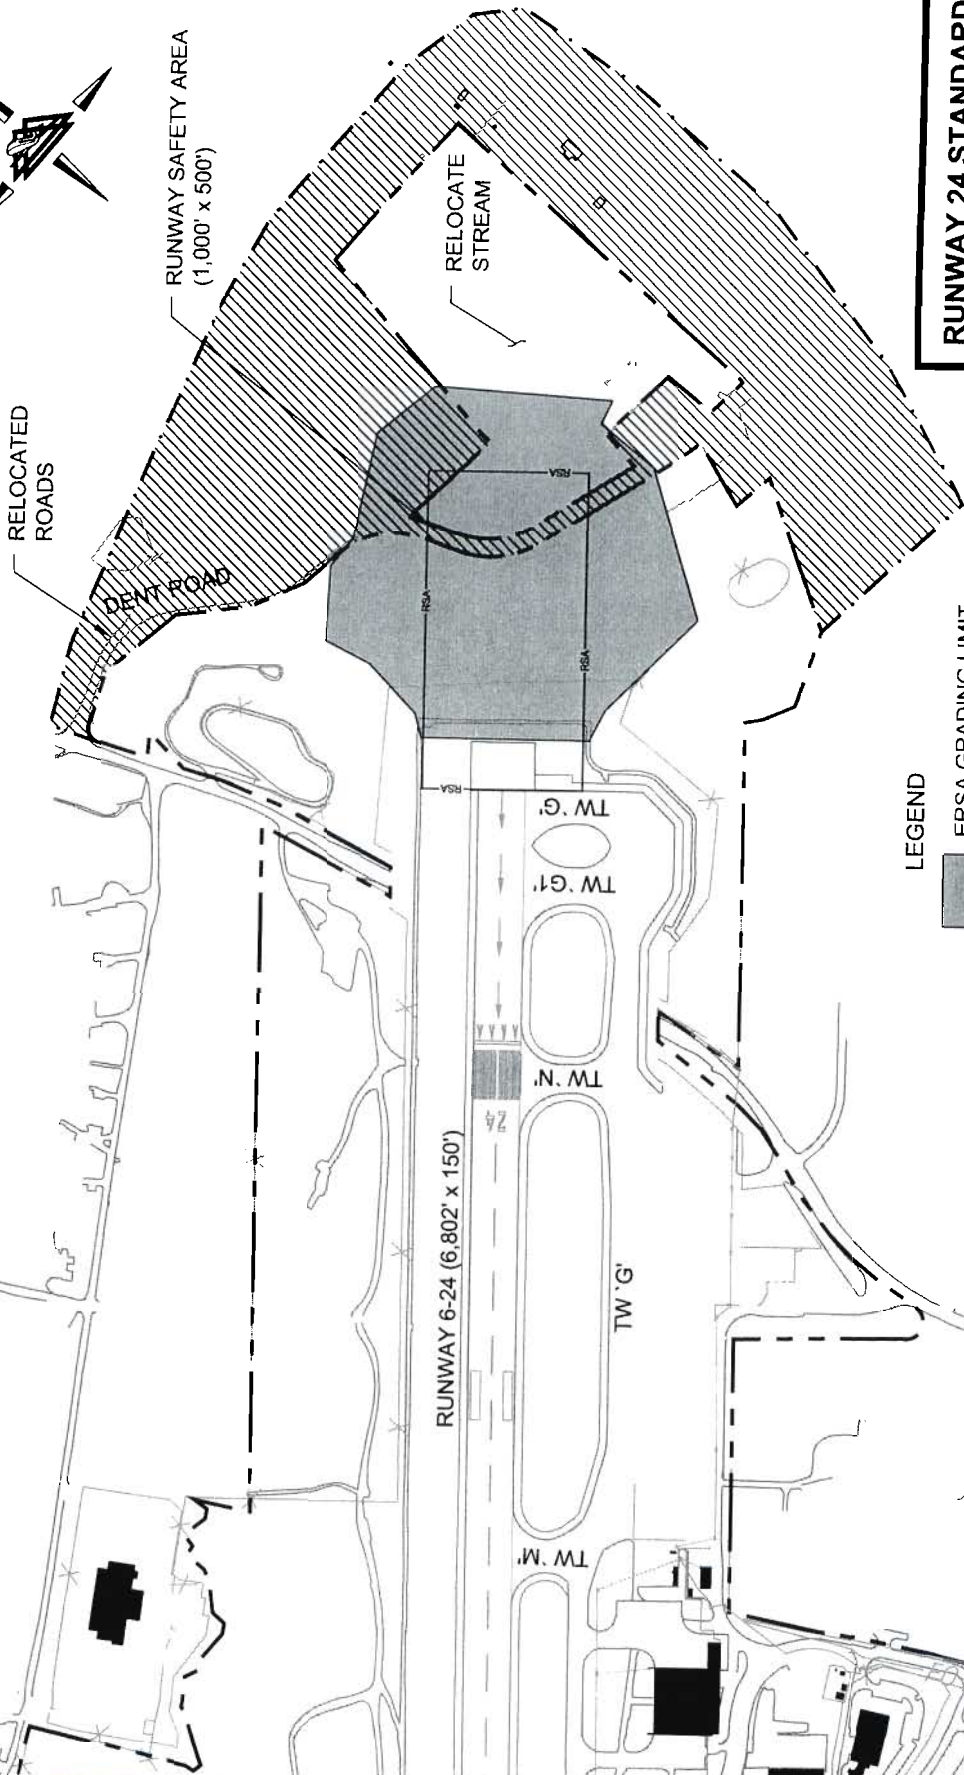 RELOCATED
ROADS
RUNWAY SAFETY AREA
(1,000' x 500')
RELOCATE
STREAM
DENT ROAD
RSA
RSA
RSA
RSA
TW `G'
TW `G1'
TW `N'
24
RUNWAY 6-24 (6,802' x 150')
TW `G'
TW `M'
LEGEND
ERSA GRADING LIMIT
RUNWAY 24 STANDARD